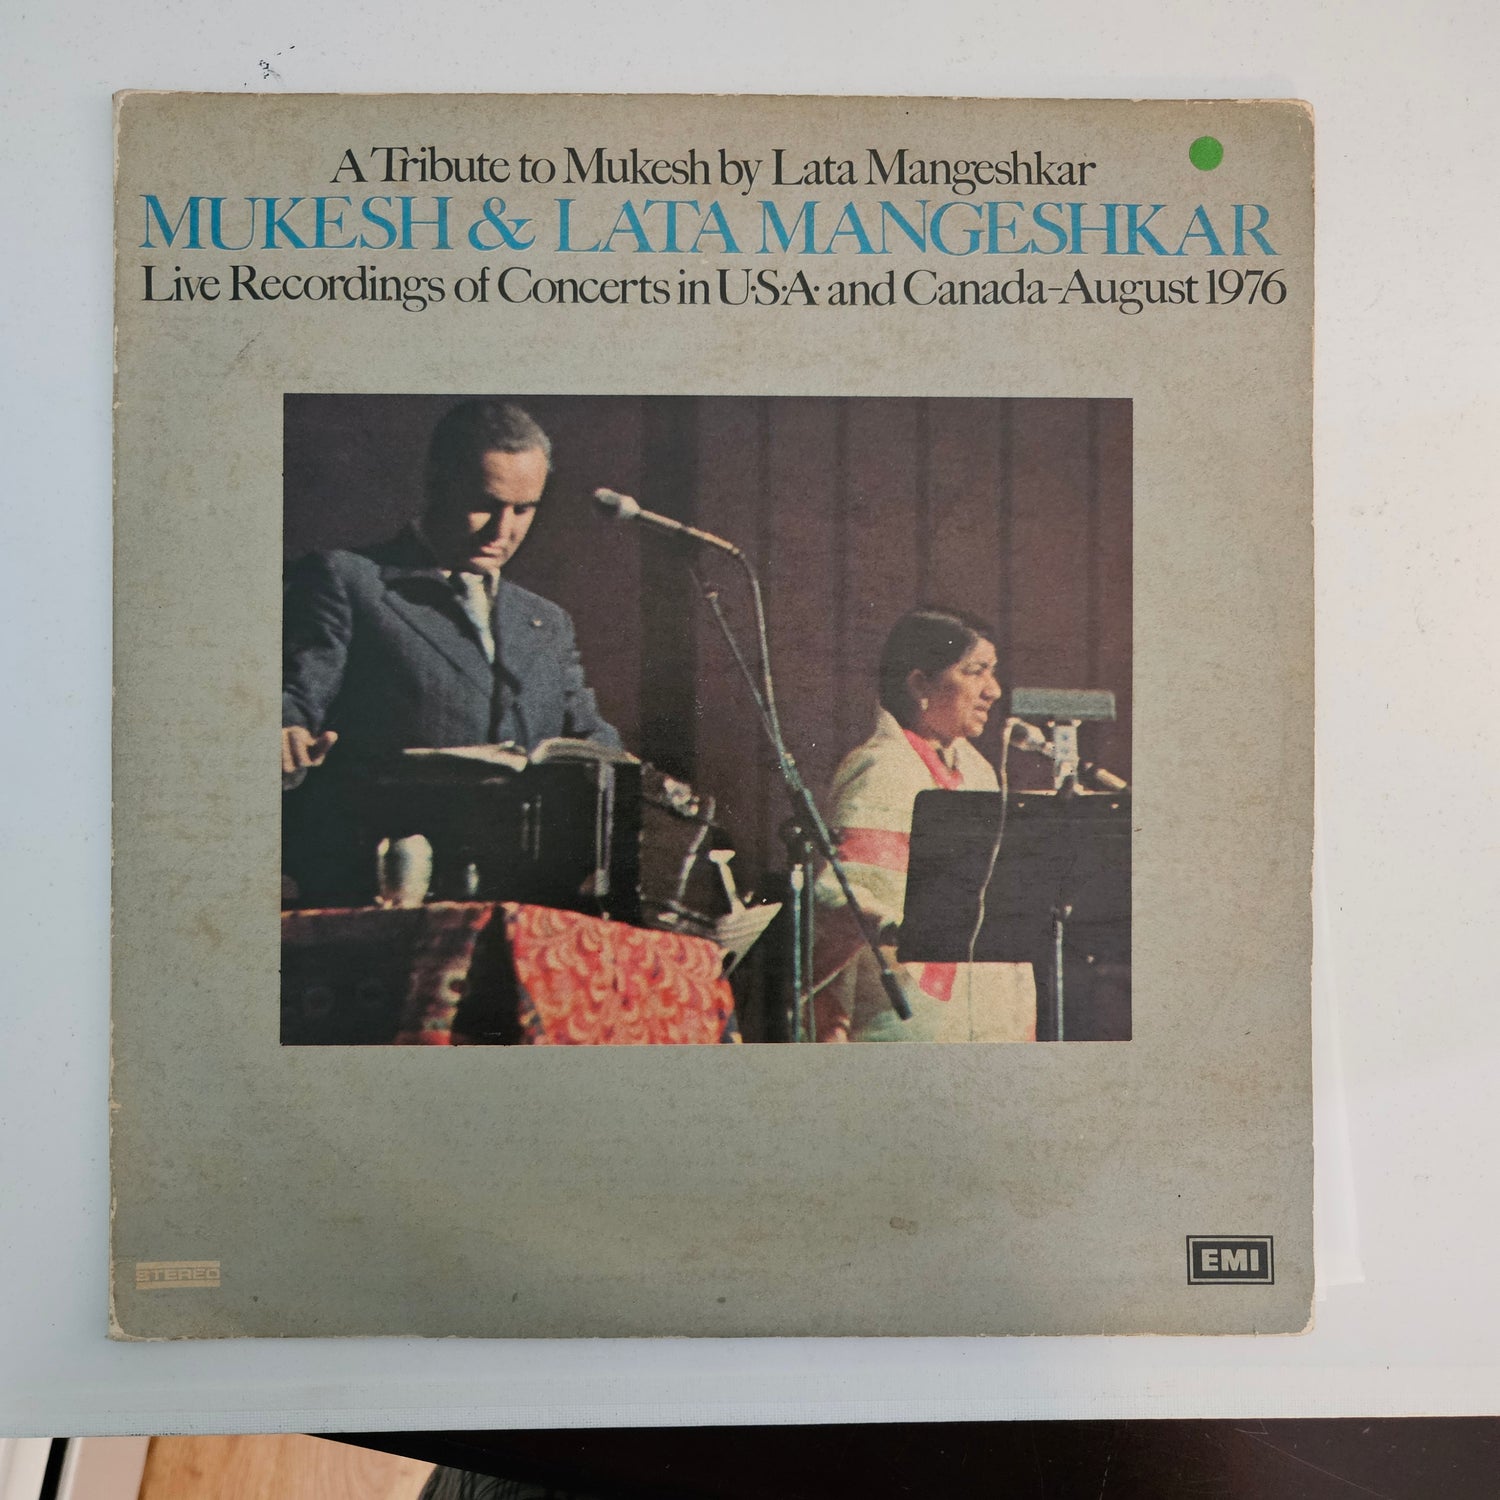 A Tribute to Mukesh by Lata Mangeshkar
MUKESH & LATA MANGESHKAR
Live Recordings of Concerts in U·S·A· and Canada-August 1976
STEREO
EMI